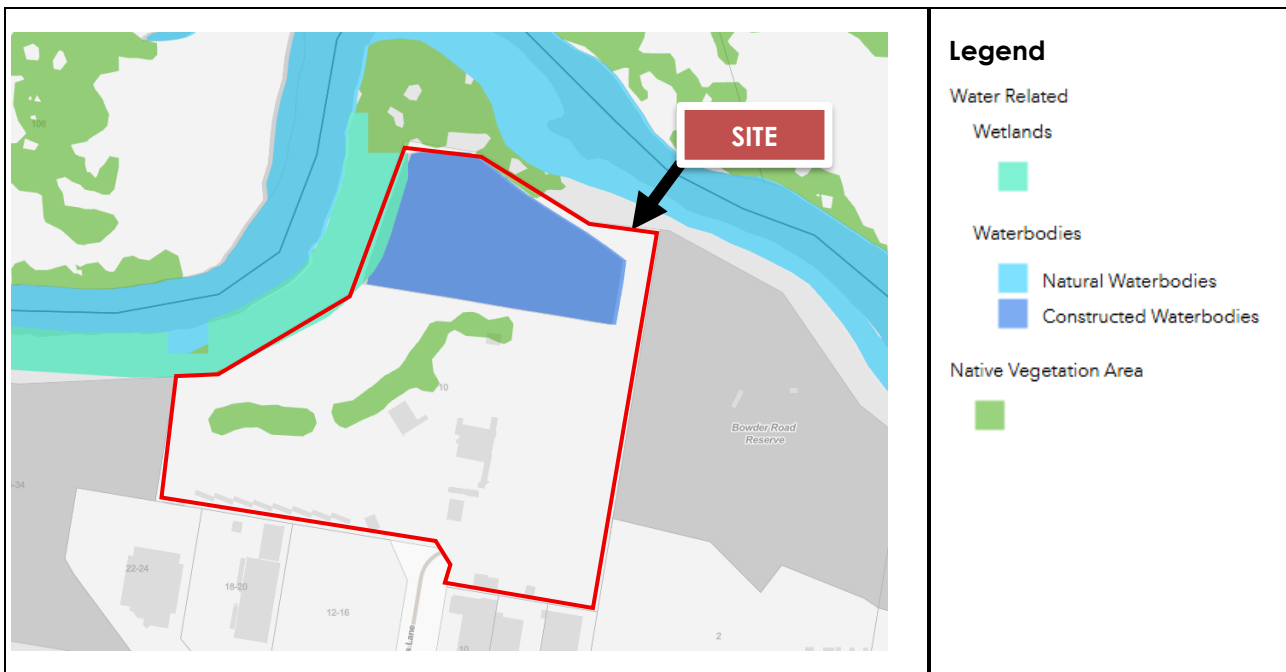 106
SITE
10
Bowder Road
Reserve
-34
22-24
18-20
12-16
Lane
10
2
Legend
Water Related
Wetlands
Waterbodies
Natural Waterbodies
Constructed Waterbodies
Native Vegetation Area